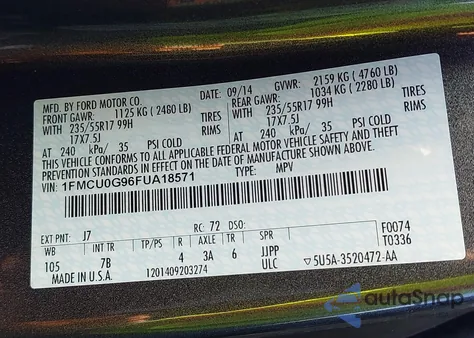 MFD. BY FORD MOTOR CO. DATE: 09/14 GVWR: 2159 KG ( 4760 LB)
FRONT GAWR: 1125 KG ( 2480 LB) REAR GAWR: 1034 KG ( 2280 LB)
WITH 235/55R17 99H TIRES WITH 235/55R17 99H TIRES
17X7.5J RIMS 17X7.5J RIMS
AT 240 kPa/ 35 PSI COLD AT 240 kPa/ 35 PSI COLD
THIS VEHICLE CONFORMS TO ALL APPLICABLE FEDERAL MOTOR VEHICLE SAFETY AND THEFT
PREVENTION STANDARDS IN EFFECT ON THE DATE OF MANUFACTURE SHOWN ABOVE.
VIN: 1FMCU0G96FUA18571 TYPE: MPV
EXT PNT: J7 RC: 72 DSO: F0074
WB INT TR TP/PS R AXLE TR SPR T0336
105 7B 4 3A 6 JJPP
MADE IN U.S.A. 1201409203274 ULC ▽5U5A-3520472-AA
autoSnap